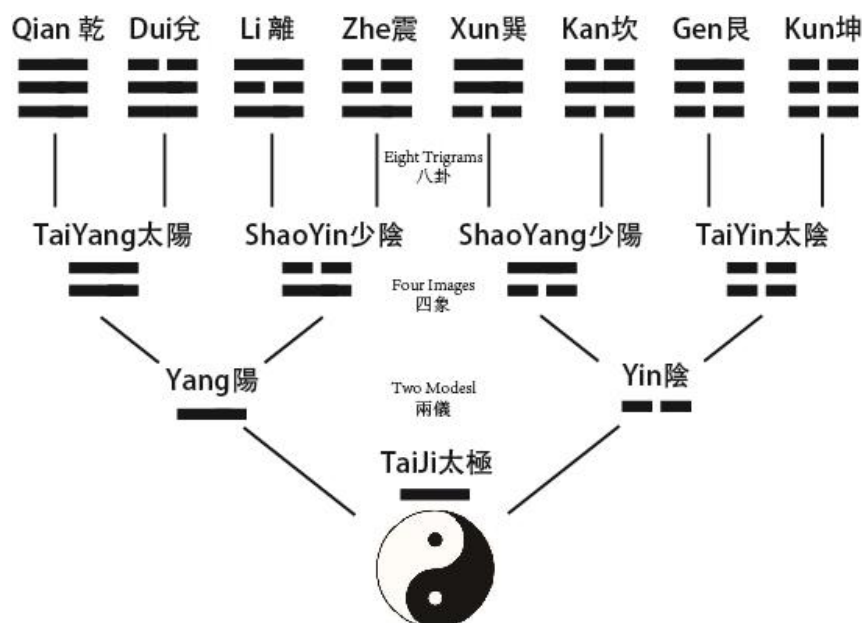 Qian 乾 Dui兌 Li 離 Zhe震 Xun巽 Kan坎 Gen艮 Kun坤
Eight Trigrams
八卦
TaiYang太陽 ShaoYin少陰 ShaoYang少陽 TaiYin太陰
Four Images
四象
Yang陽 Yin陰
Two Modesl
兩儀
TaiJi太極